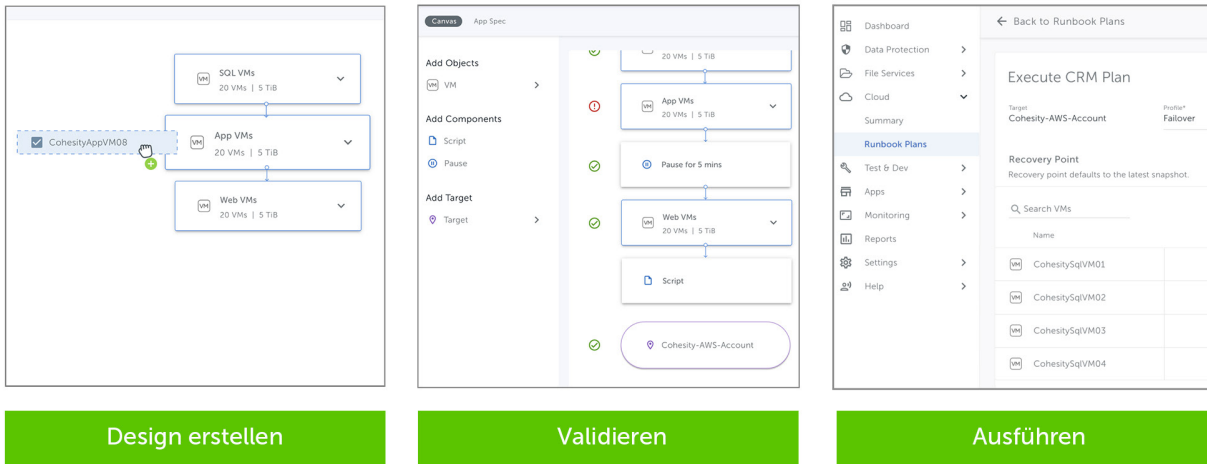 SQL VMs
20 VMs | 5 TiB
CohesityAppVM08
App VMs
20 VMs | 5 TiB
Web VMs
20 VMs | 5 TiB
Design erstellen
Canvas
App Spec
Add Objects
VM
Add Components
Script
Pause
Add Target
Target
20 VMs | 5 TiB
App VMs
20 VMs | 5 TiB
Pause for 5 mins
Web VMs
20 VMs | 5 TiB
Script
Cohesity-AWS-Account
Validieren
Dashboard
Data Protection
File Services
Cloud
Summary
Runbook Plans
Test & Dev
Apps
Monitoring
Reports
Settings
Help
Back to Runbook Plans
Execute CRM Plan
Target
Cohesity-AWS-Account
Profile*
Failover
Recovery Point
Recovery point defaults to the latest snapshot.
Search VMs
Name
VM CohesitySqlVM01
VM CohesitySqlVM02
VM CohesitySqlVM03
VM CohesitySqlVM04
Ausführen